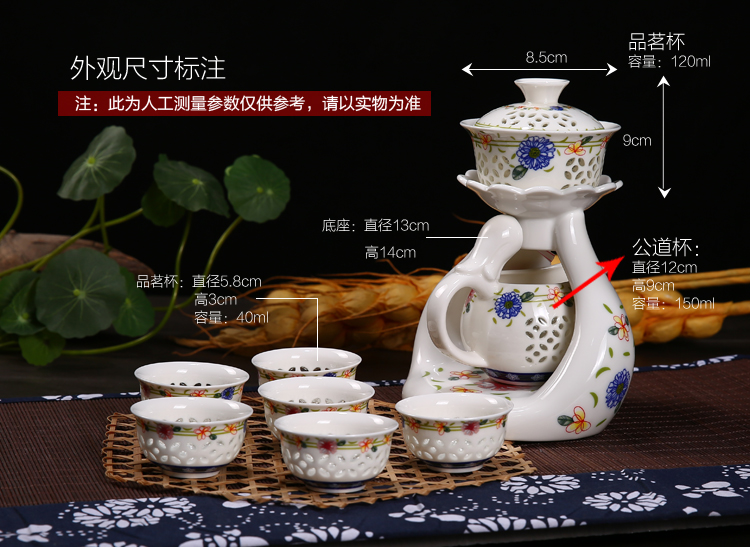 外观尺寸标注
注：此为人工测量参数仅供参考，请以实物为准
8.5cm
品茗杯
容量：120ml
9cm
底座：直径13cm
高14cm
公道杯：
直径12cm
高9cm
容量：150ml
品茗杯：直径5.8cm
高3cm
容量：40ml